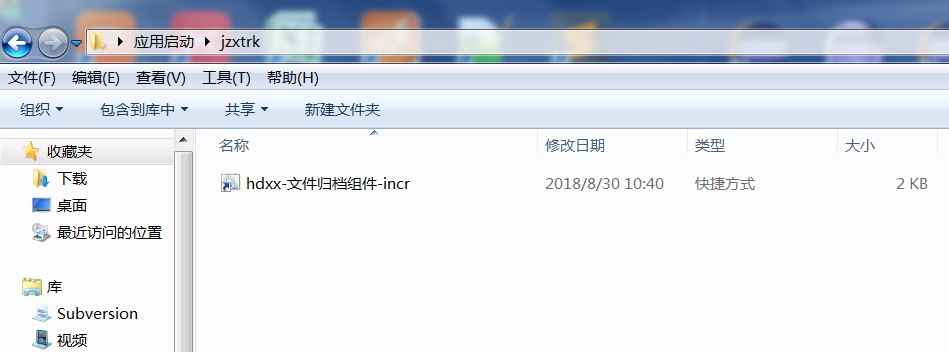 应用启动 jzxtrk
文件(F) 编辑(E) 查看(V) 工具(T) 帮助(H)
组织 包含到库中 共享 新建文件夹
收藏夹
下载
桌面
最近访问的位置
库
Subversion
视频
名称 修改日期 类型 大小
hdxx-文件归档组件-incr 2018/8/30 10:40 快捷方式 2 KB